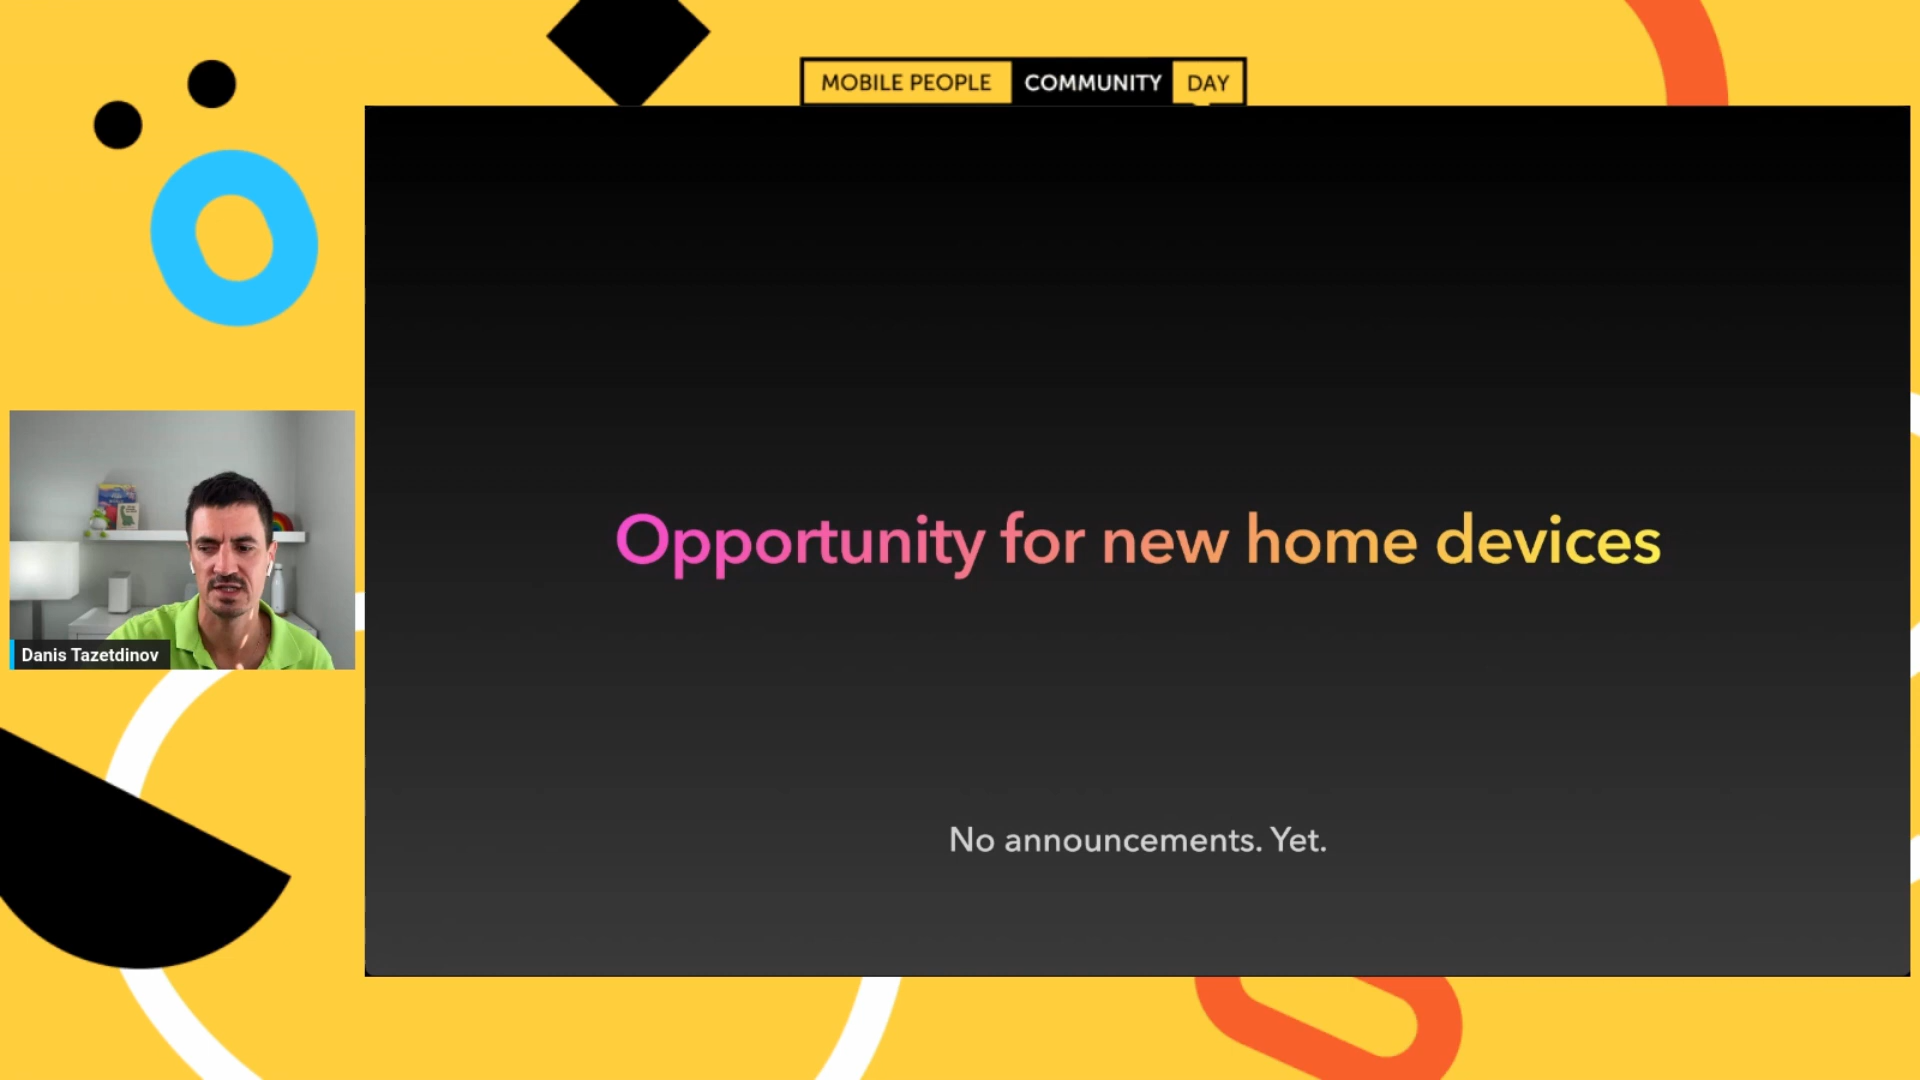 MOBILE PEOPLE COMMUNITY DAY
Opportunity for new home devices
Danis Tazetdinov
No announcements. Yet.